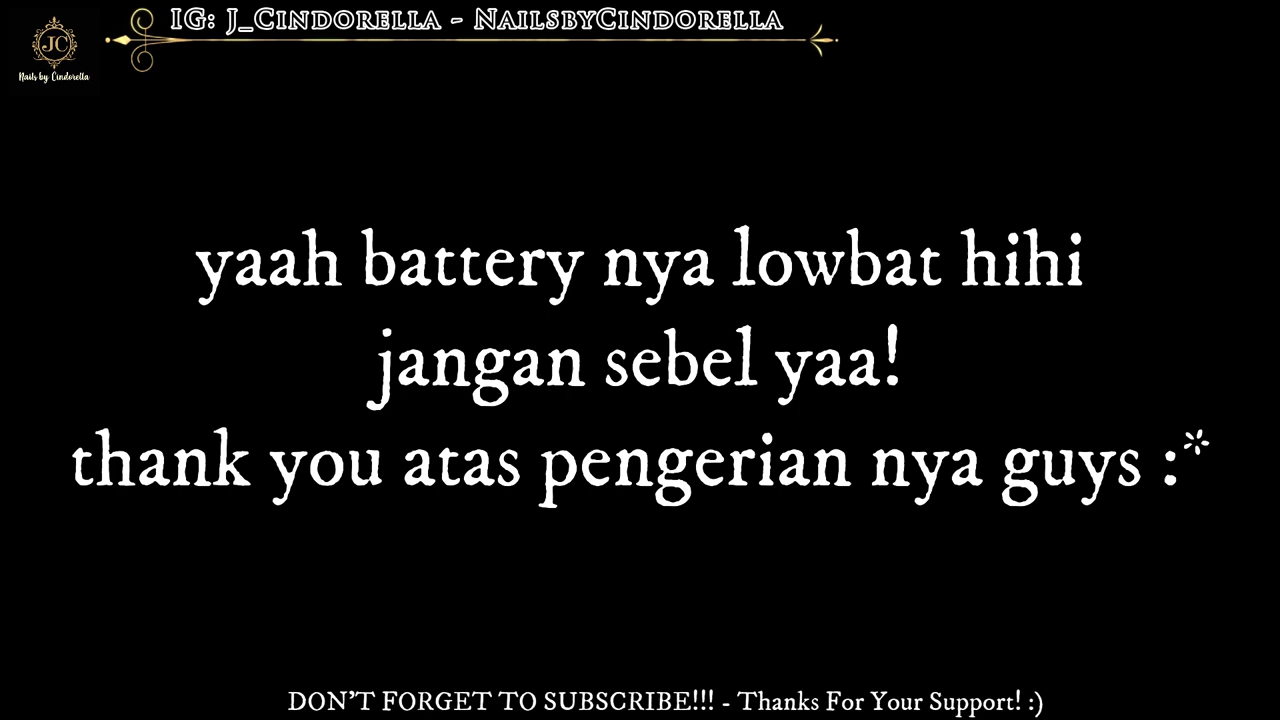 IG: J_Cindorella - NailsbyCindorella
JC
Nails by Cindorella
yaah battery nya lowbat hihi
jangan sebel yaa!
thank you atas pengerian nya guys :*
DON'T FORGET TO SUBSCRIBE!!! - Thanks For Your Support! :)